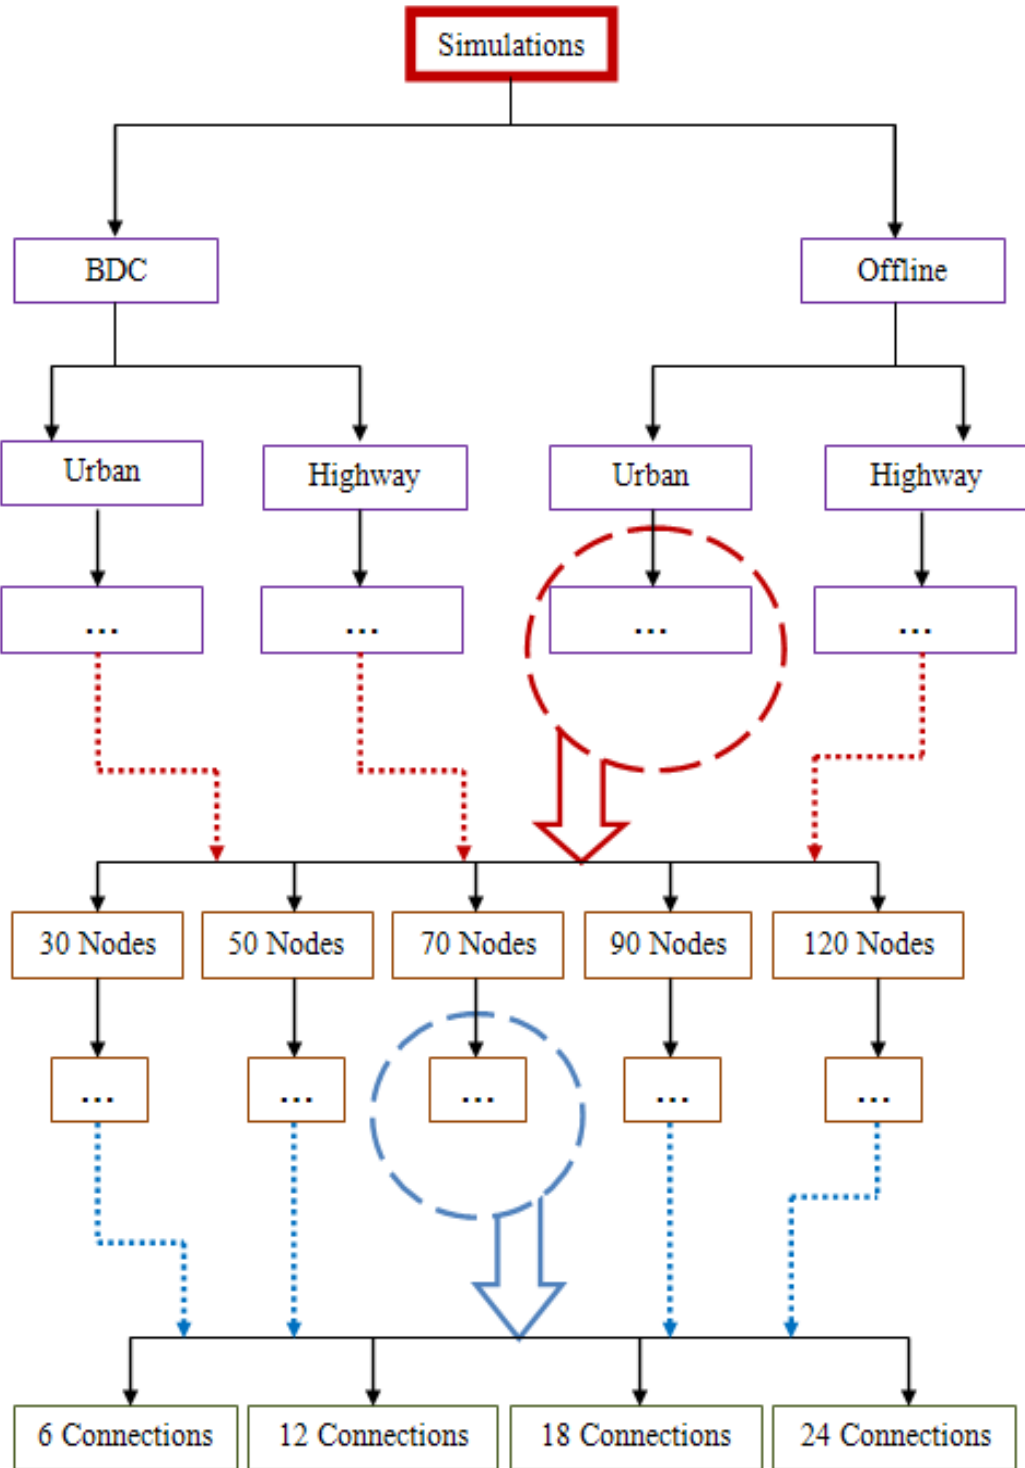 Simulations
BDC
Offline
Urban
Highway
Urban
Highway
...
...
...
...
30 Nodes
50 Nodes
70 Nodes
90 Nodes
120 Nodes
...
...
...
...
...
6 Connections
12 Connections
18 Connections
24 Connections